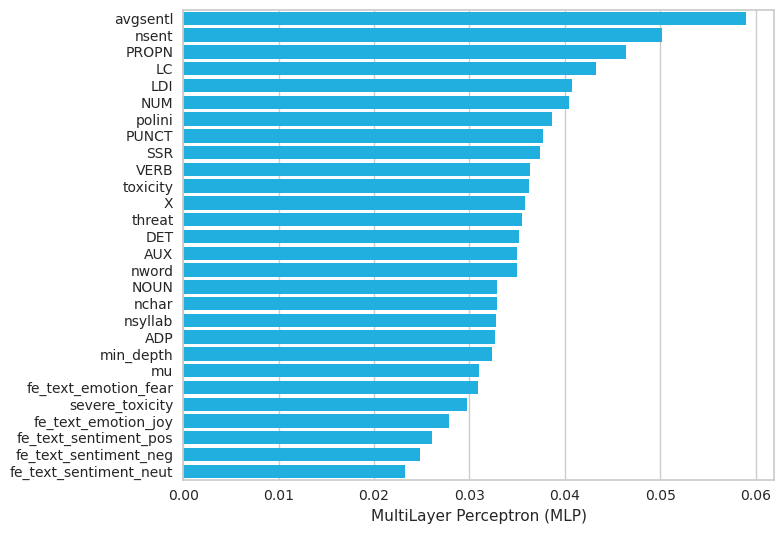 avgsentl
nsent
PROPN
LC
LDI
NUM
polini
PUNCT
SSR
VERB
toxicity
X
threat
DET
AUX
nword
NOUN
nchar
nsyllab
ADP
min_depth
mu
fe_text_emotion_fear
severe_toxicity
fe_text_emotion_joy
fe_text_sentiment_pos
fe_text_sentiment_neg
fe_text_sentiment_neut
0.00 0.01 0.02 0.03 0.04 0.05 0.06
MultiLayer Perceptron (MLP)